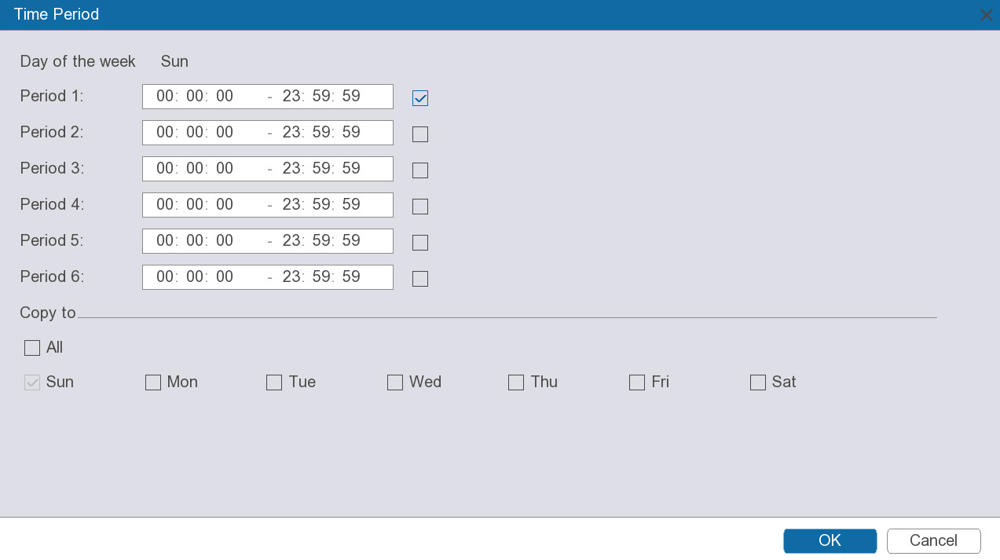 Time Period
Day of the week Sun
Period 1: 00: 00: 00 - 23: 59: 59
Period 2: 00: 00: 00 - 23: 59: 59
Period 3: 00: 00: 00 - 23: 59: 59
Period 4: 00: 00: 00 - 23: 59: 59
Period 5: 00: 00: 00 - 23: 59: 59
Period 6: 00: 00: 00 - 23: 59: 59
Copy to
All
Sun Mon Tue Wed Thu Fri Sat
OK Cancel